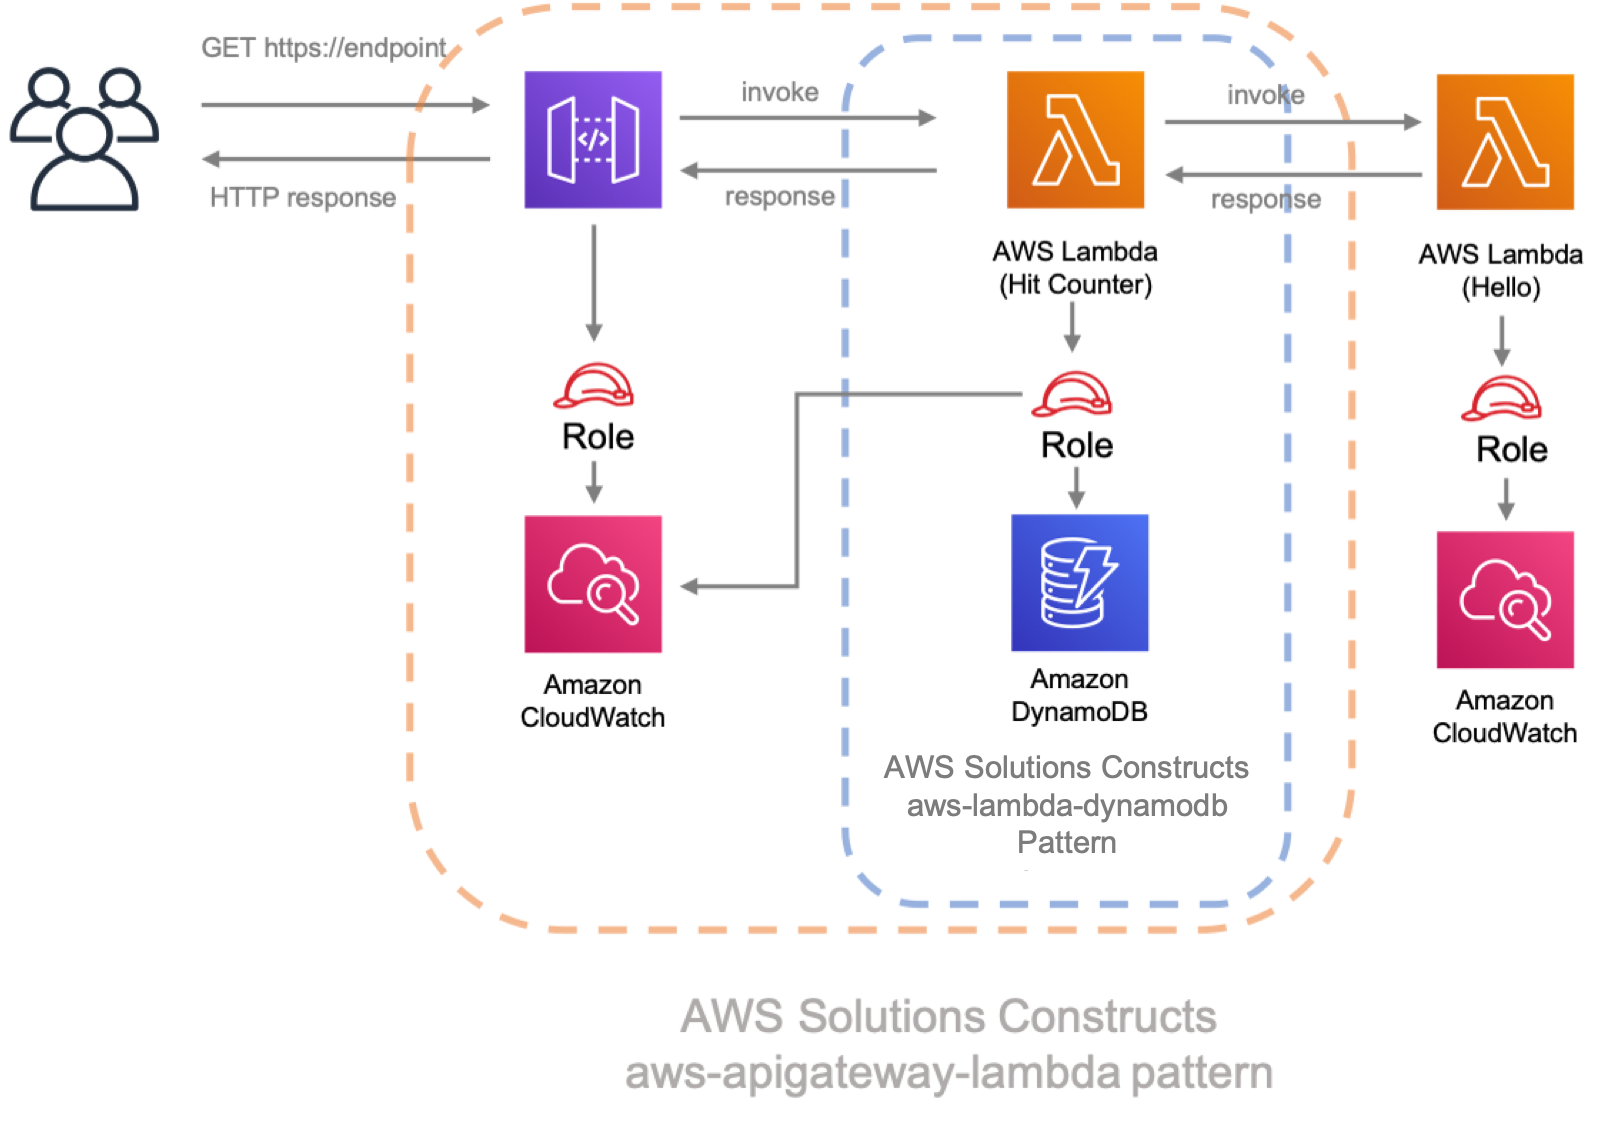 GET https://endpoint
HTTP response
invoke
response
invoke
response
</>
AWS Lambda
(Hit Counter)
AWS Lambda
(Hello)
Role
Role
Role
Amazon
CloudWatch
Amazon
DynamoDB
Amazon
CloudWatch
AWS Solutions Constructs
aws-lambda-dynamodb
Pattern
AWS Solutions Constructs
aws-apigateway-lambda pattern